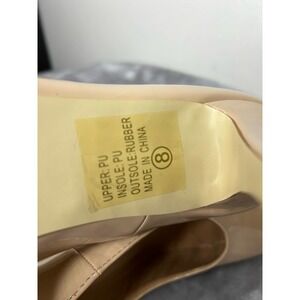 UPPER: PU
INSOLE: PU
OUTSOLE: RUBBER
MADE IN CHINA
8